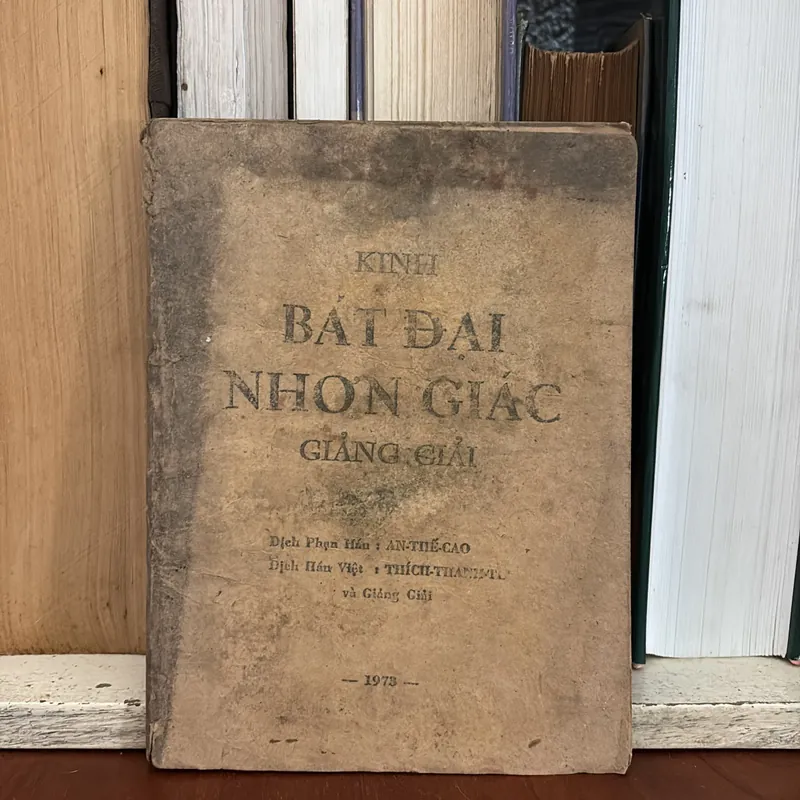 KINH
BÁT ĐẠI
NHƠN GIÁC
GIẢNG GIẢI
Dịch Phạn Hán : AN-THẾ-CAO
Dịch Hán Việt : THÍCH-THANH-TỪ
và Giảng Giải
— 1973 —